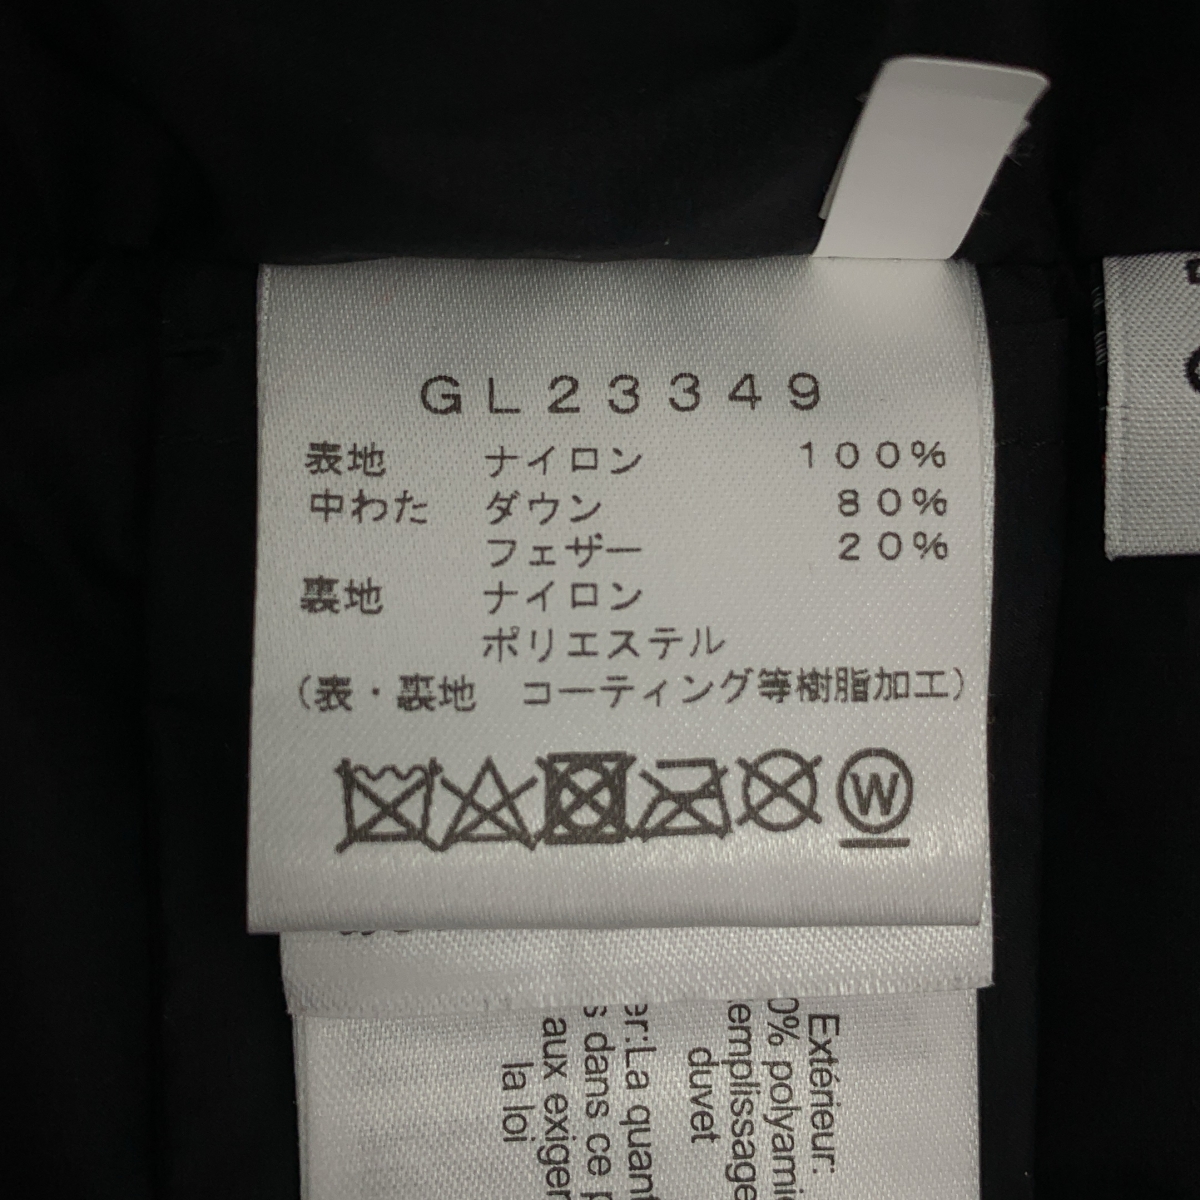 GL23349
表地 ナイロン 100%
中わた ダウン 80%
フェザー 20%
裏地 ナイロン
ポリエステル
(表・裏地 コーティング等樹脂加工)
W
Extérieur:
0% polyami
emplissage
duvet
er:La quan
s dans ce p
aux exiger
la loi